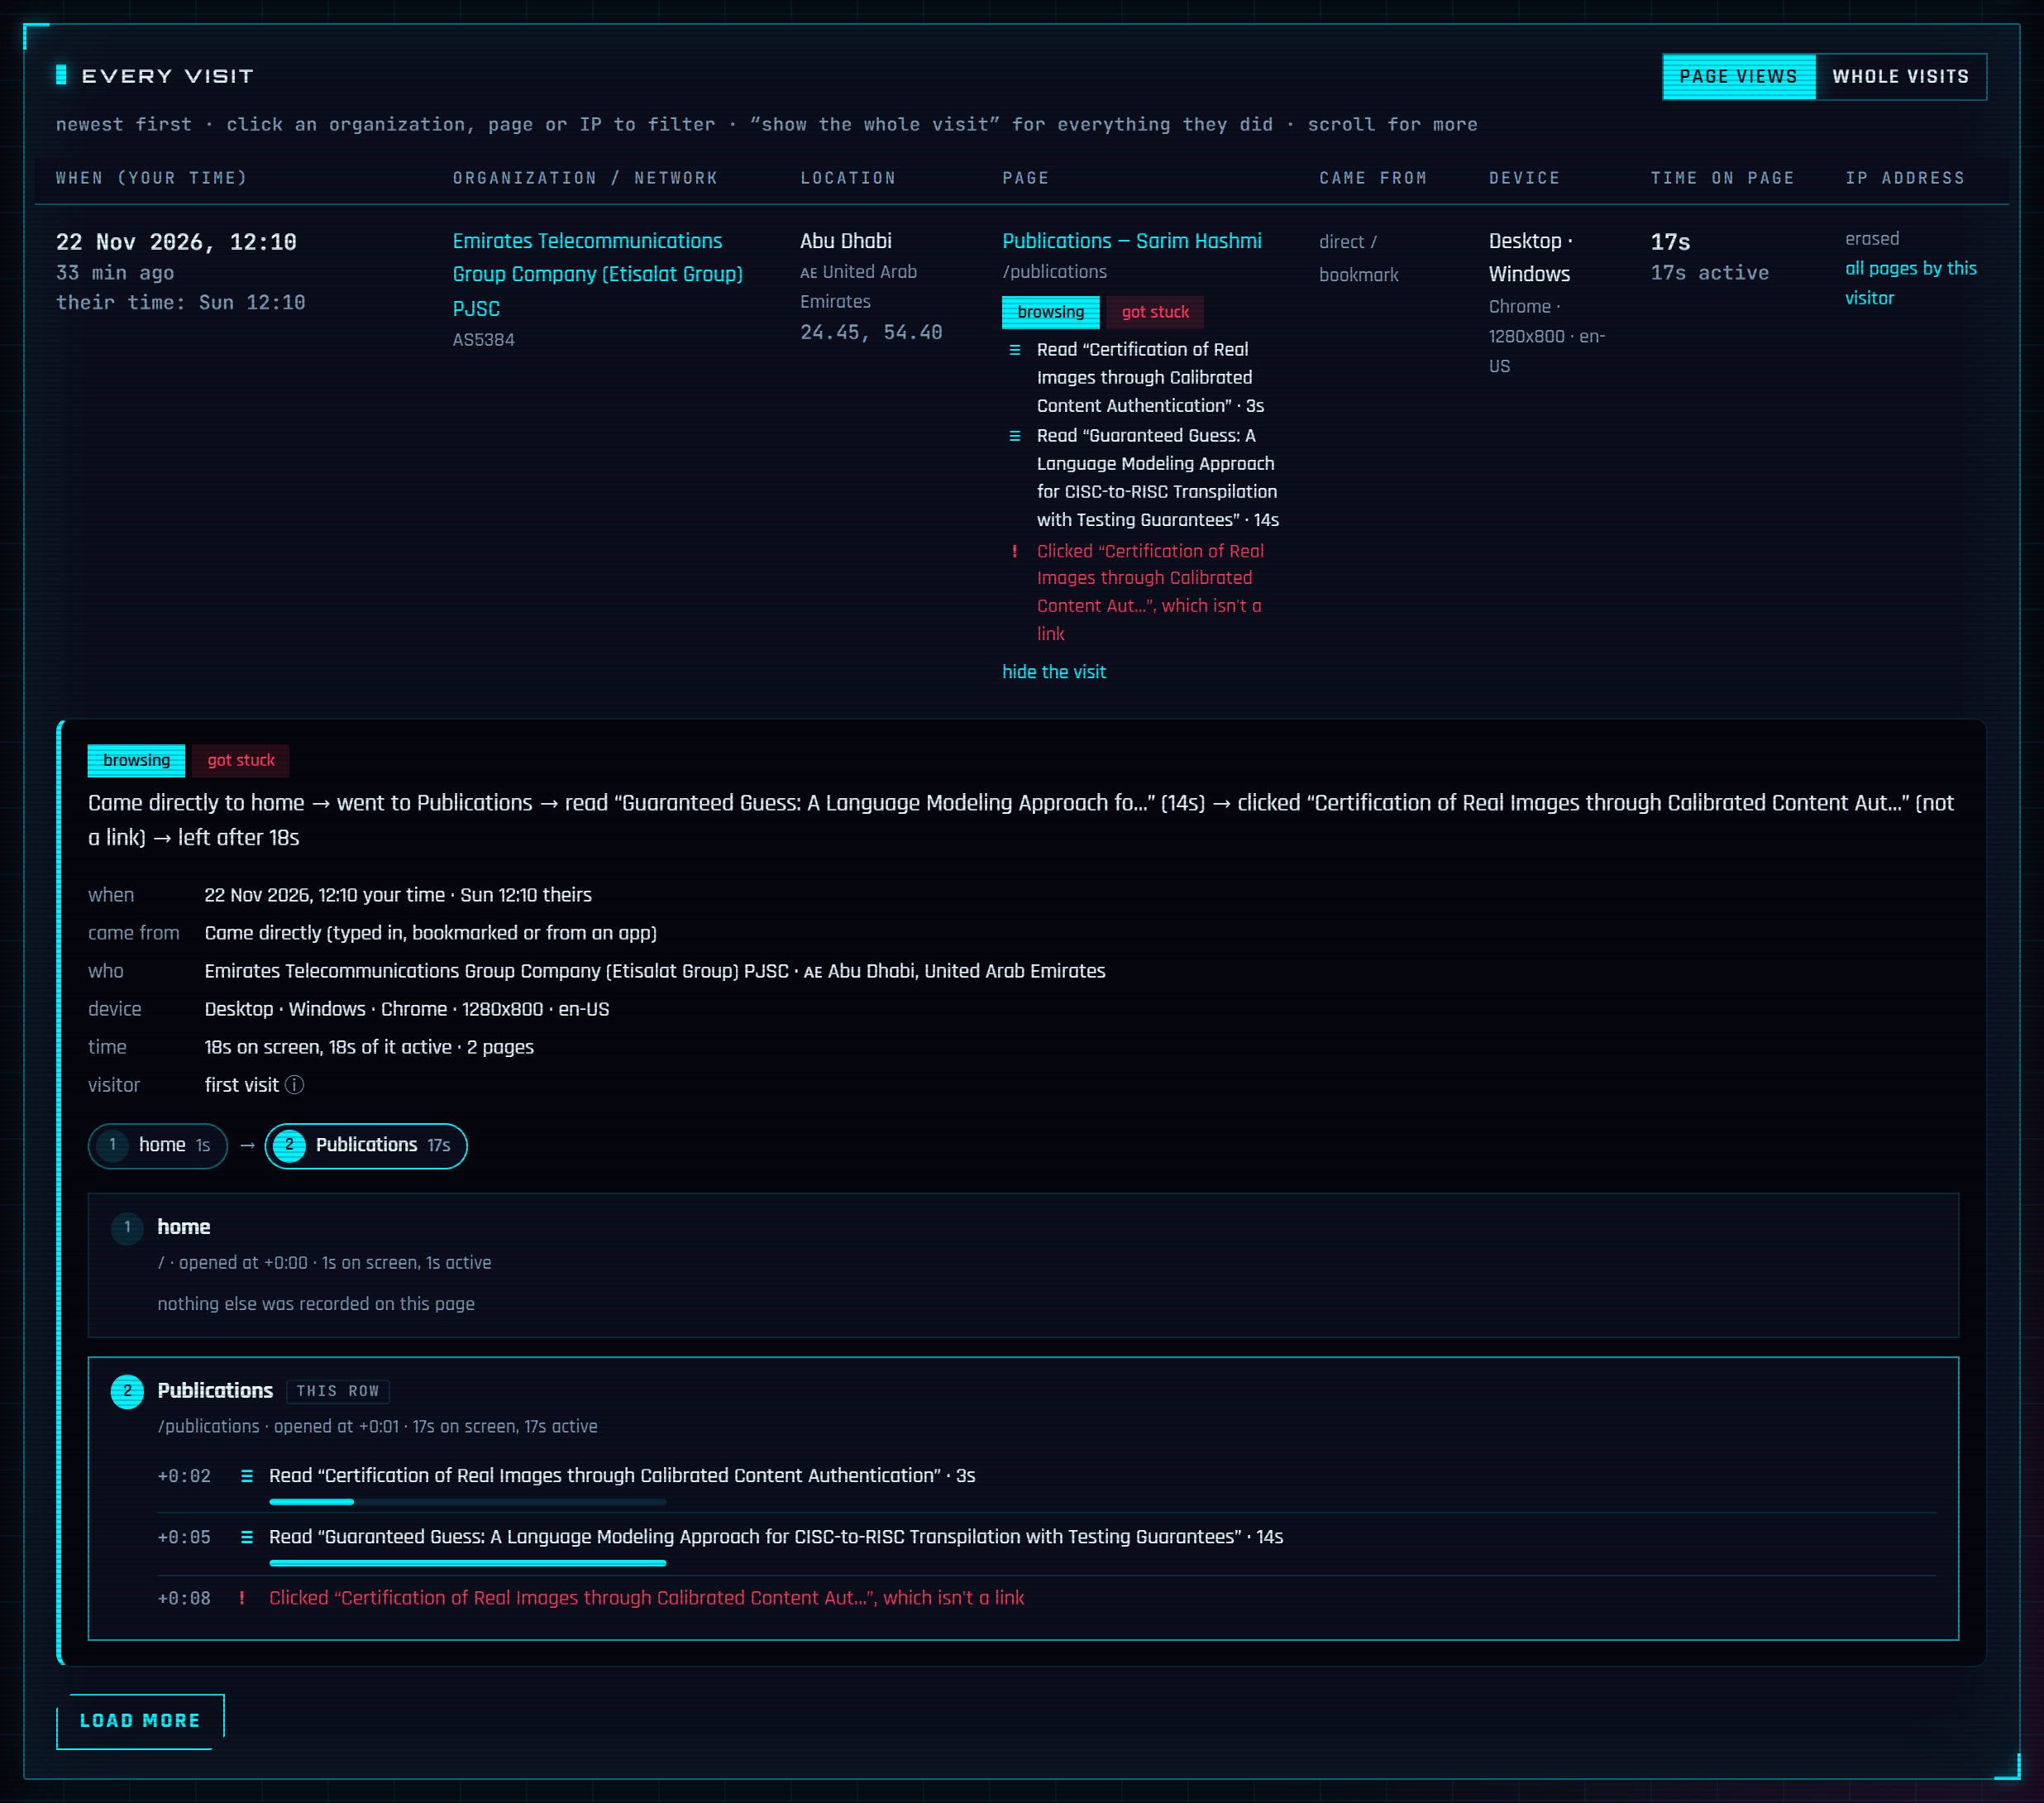 EVERY VISIT
PAGE VIEWS
WHOLE VISITS
newest first · click an organization, page or IP to filter · “show the whole visit” for everything they did · scroll for more
WHEN (YOUR TIME)
ORGANIZATION / NETWORK
LOCATION
PAGE
CAME FROM
DEVICE
TIME ON PAGE
IP ADDRESS
22 Nov 2026, 12:10
33 min ago
their time: Sun 12:10
Emirates Telecommunications
Group Company (Etisalat Group)
PJSC
AS5384
Abu Dhabi
AE United Arab
Emirates
24.45, 54.40
Publications — Sarim Hashmi
/publications
browsing
got stuck
Read “Certification of Real
Images through Calibrated
Content Authentication” · 3s
Read “Guaranteed Guess: A
Language Modeling Approach
for CISC-to-RISC Transpilation
with Testing Guarantees” · 14s
! Clicked “Certification of Real
Images through Calibrated
Content Aut…”, which isn't a
link
hide the visit
direct /
bookmark
Desktop ·
Windows
Chrome ·
1280x800 · en-
US
17s
17s active
erased
all pages by this
visitor
browsing
got stuck
Came directly to home → went to Publications → read “Guaranteed Guess: A Language Modeling Approach fo…” (14s) → clicked “Certification of Real Images through Calibrated Content Aut…” (not
a link) → left after 18s
when 22 Nov 2026, 12:10 your time · Sun 12:10 theirs
came from Came directly (typed in, bookmarked or from an app)
who Emirates Telecommunications Group Company (Etisalat Group) PJSC · AE Abu Dhabi, United Arab Emirates
device Desktop · Windows · Chrome · 1280x800 · en-US
time 18s on screen, 18s of it active · 2 pages
visitor first visit ⓘ
1 home 1s → 2 Publications 17s
1 home
/ · opened at +0:00 · 1s on screen, 1s active
nothing else was recorded on this page
2 Publications THIS ROW
/publications · opened at +0:01 · 17s on screen, 17s active
+0:02 Read “Certification of Real Images through Calibrated Content Authentication” · 3s
+0:05 Read “Guaranteed Guess: A Language Modeling Approach for CISC-to-RISC Transpilation with Testing Guarantees” · 14s
+0:08 ! Clicked “Certification of Real Images through Calibrated Content Aut…”, which isn't a link
LOAD MORE